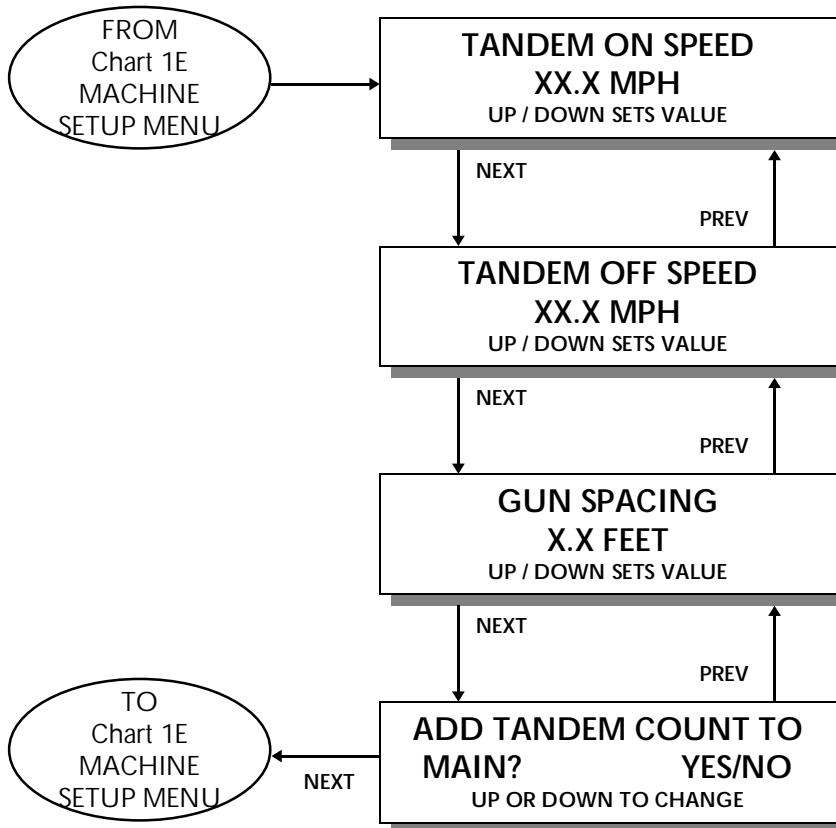 FROM
Chart 1E
MACHINE
SETUP MENU
TANDEM ON SPEED
XX.X MPH
UP / DOWN SETS VALUE
NEXT
PREV
TANDEM OFF SPEED
XX.X MPH
UP / DOWN SETS VALUE
NEXT
PREV
GUN SPACING
X.X FEET
UP / DOWN SETS VALUE
NEXT
PREV
ADD TANDEM COUNT TO
MAIN? YES/NO
UP OR DOWN TO CHANGE
NEXT
TO
Chart 1E
MACHINE
SETUP MENU